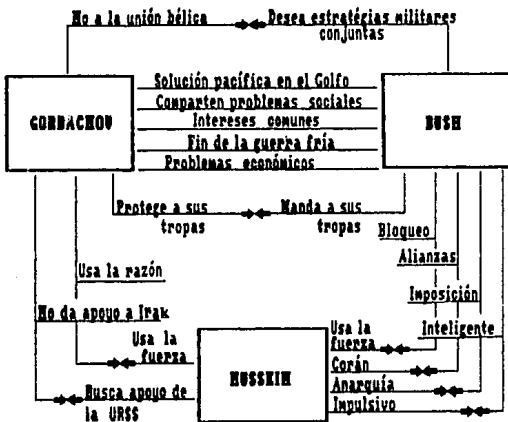 No a la unión bélica
Desea estratégias militares
conjuntas
Solución pacífica en el Golfo
Comparten problemas sociales
GORBACHOV
BUSH
Intereses comunes
Fin de la guerra fría
Problemas económicos
Protege a sus
tropas
Manda a sus
tropas
Bloqueo
Alianzas
Usa la razón
Imposición
No da apoyo a Irak
Inteligente
Usa la
fuerza
HUSSEIN
Usa la
fuerza
Corán
Anarquía
Impulsivo
Busca apoyo de
la URSS